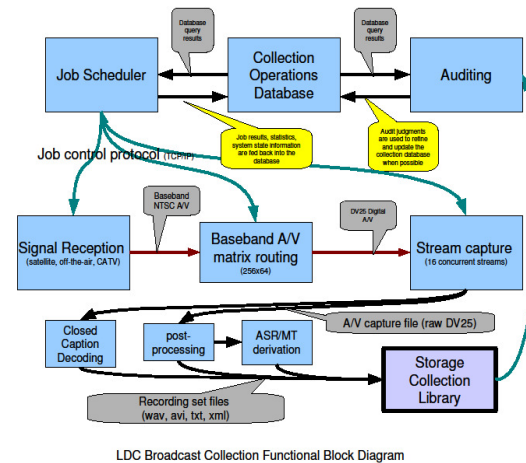 Database
query
results
Database
query
results
Job Scheduler
Collection
Operations
Database
Auditing
Job results, statistics,
system state information
are fed back into the
database
Audit judgments
are used to refine
and update the
collection database
when possible
Job control protocol (TCP/IP)
Baseband
NTSC A/V
DV25 Digital
A/V
Signal Reception
(satellite, off-the-air, CATV)
Baseband A/V
matrix routing
(256x64)
Stream capture
(16 concurrent streams)
A/V capture file (raw DV25)
Closed
Caption
Decoding
post-
processing
ASR/MT
derivation
Storage
Collection
Library
Recording set files
(wav, avi, txt, xml)
LDC Broadcast Collection Functional Block Diagram